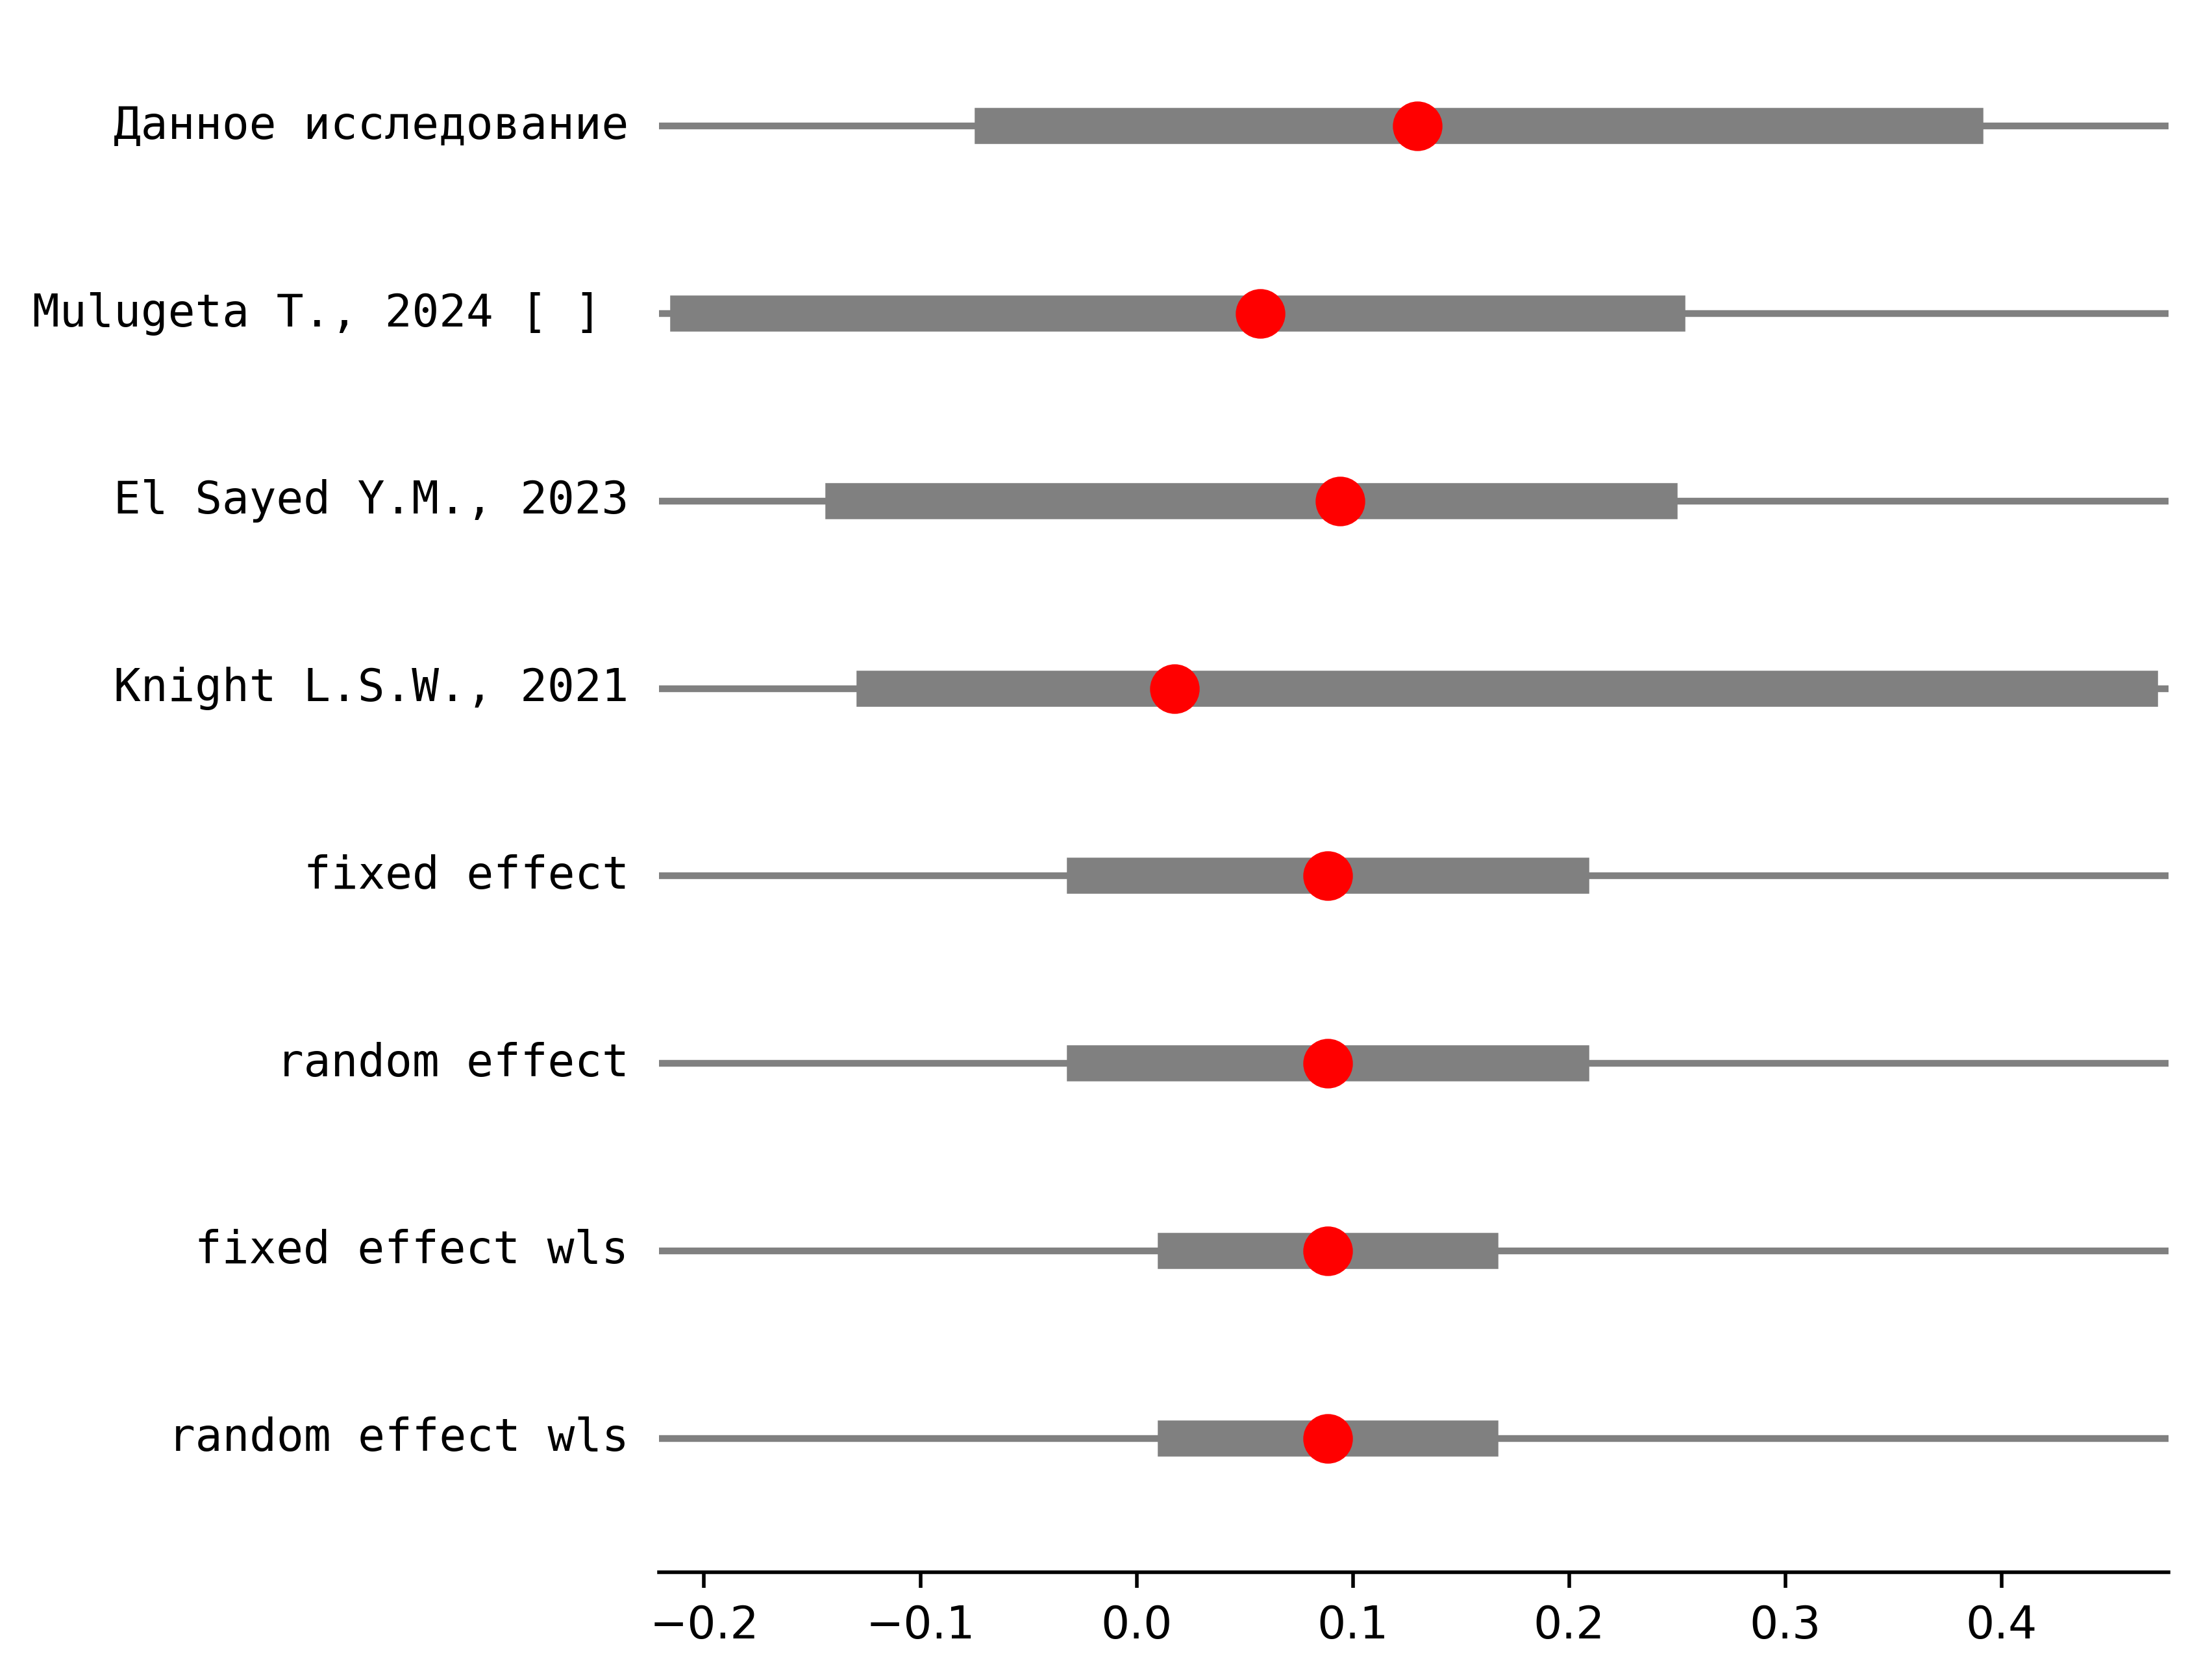 Данное исследование
Mulugeta T., 2024 [ ]
El Sayed Y.M., 2023
Knight L.S.W., 2021
fixed effect
random effect
fixed effect wls
random effect wls
−0.2 −0.1 0.0 0.1 0.2 0.3 0.4